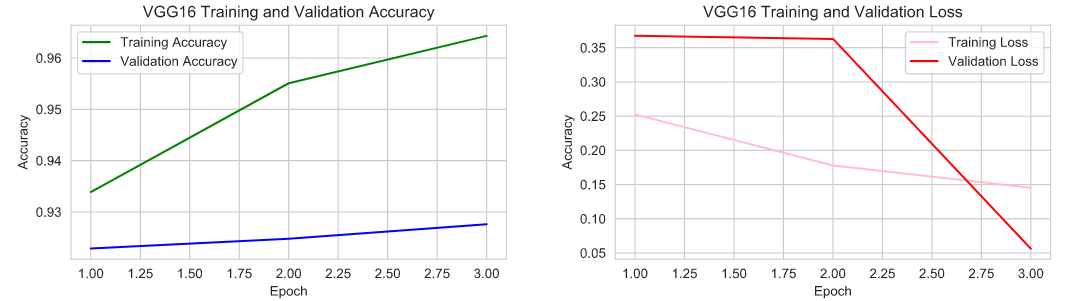 VGG16 Training and Validation Accuracy
Training Accuracy
Validation Accuracy
0.96
0.95
0.94
0.93
Accuracy
1.00 1.25 1.50 1.75 2.00 2.25 2.50 2.75 3.00
Epoch
VGG16 Training and Validation Loss
Training Loss
Validation Loss
0.35
0.30
0.25
0.20
0.15
0.10
0.05
Accuracy
1.00 1.25 1.50 1.75 2.00 2.25 2.50 2.75 3.00
Epoch